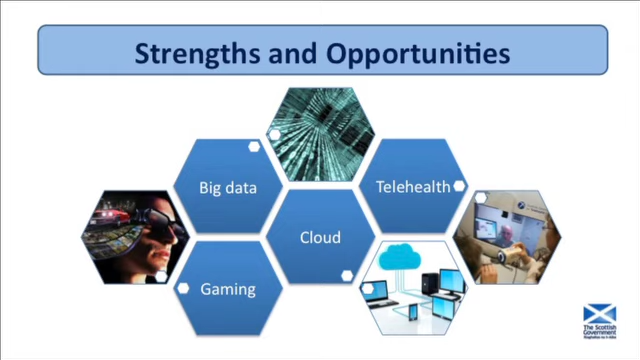 Strengths and Opportunities
Big data
Telehealth
Cloud
Gaming
The Scottish
Government